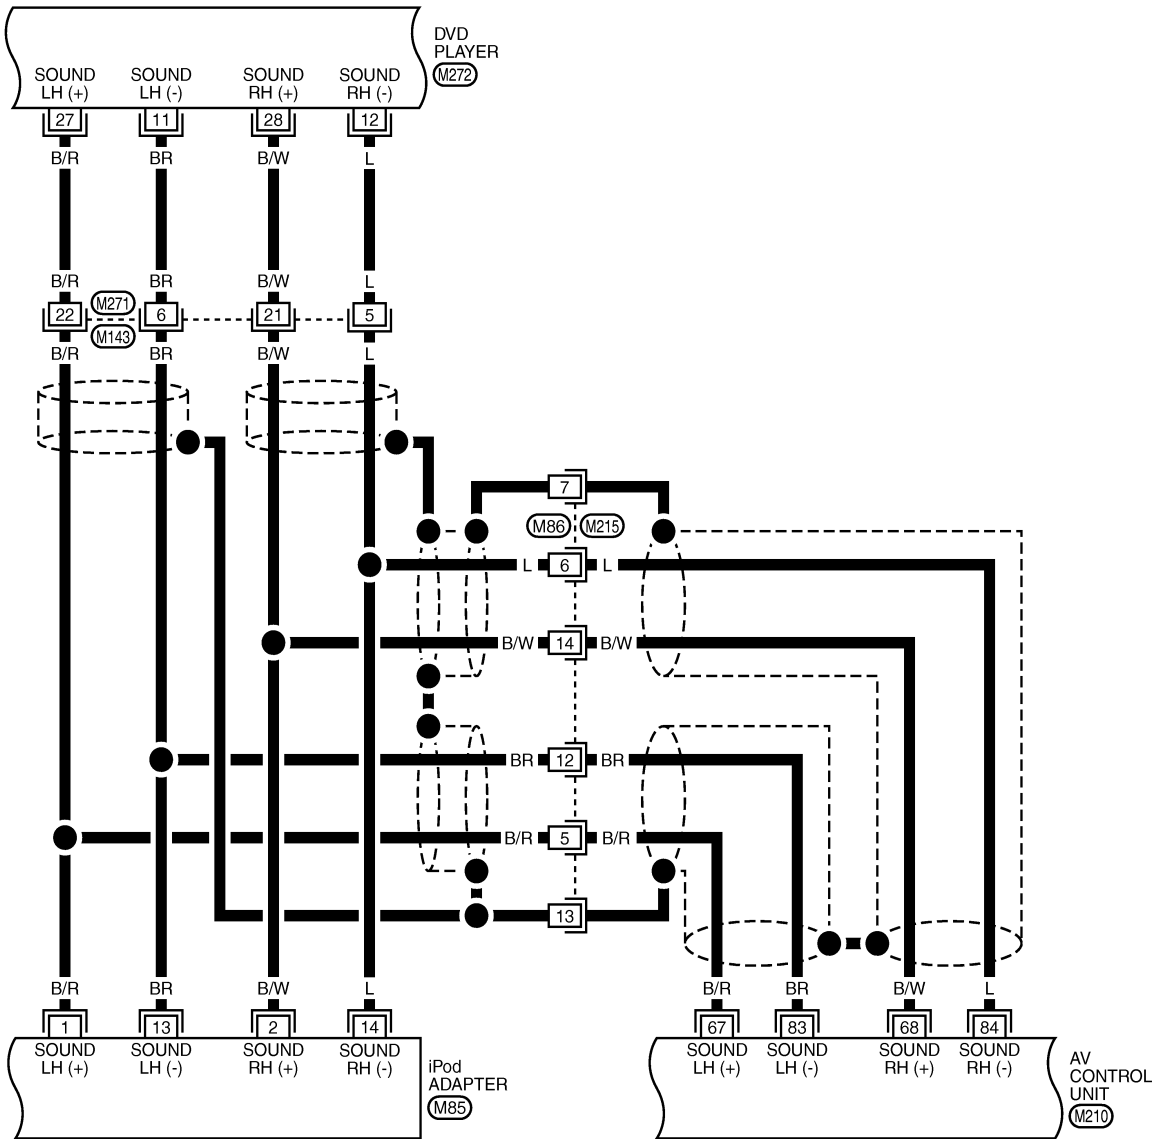 DVD
PLAYER
M272
SOUND LH (+)
SOUND LH (-)
SOUND RH (+)
SOUND RH (-)
27 11 28 12
B/R BR B/W L
B/R BR B/W L
M271
22 6 21 5
M143
B/R BR B/W L
7
M86 M215
L 6 L
B/W 14 B/W
BR 12 BR
B/R 5 B/R
13
B/R BR B/W L
B/R BR B/W L
1 13 2 14
67 83 68 84
SOUND LH (+)
SOUND LH (-)
SOUND RH (+)
SOUND RH (-)
iPod
ADAPTER
M85
SOUND LH (+)
SOUND LH (-)
SOUND RH (+)
SOUND RH (-)
AV
CONTROL
UNIT
M210